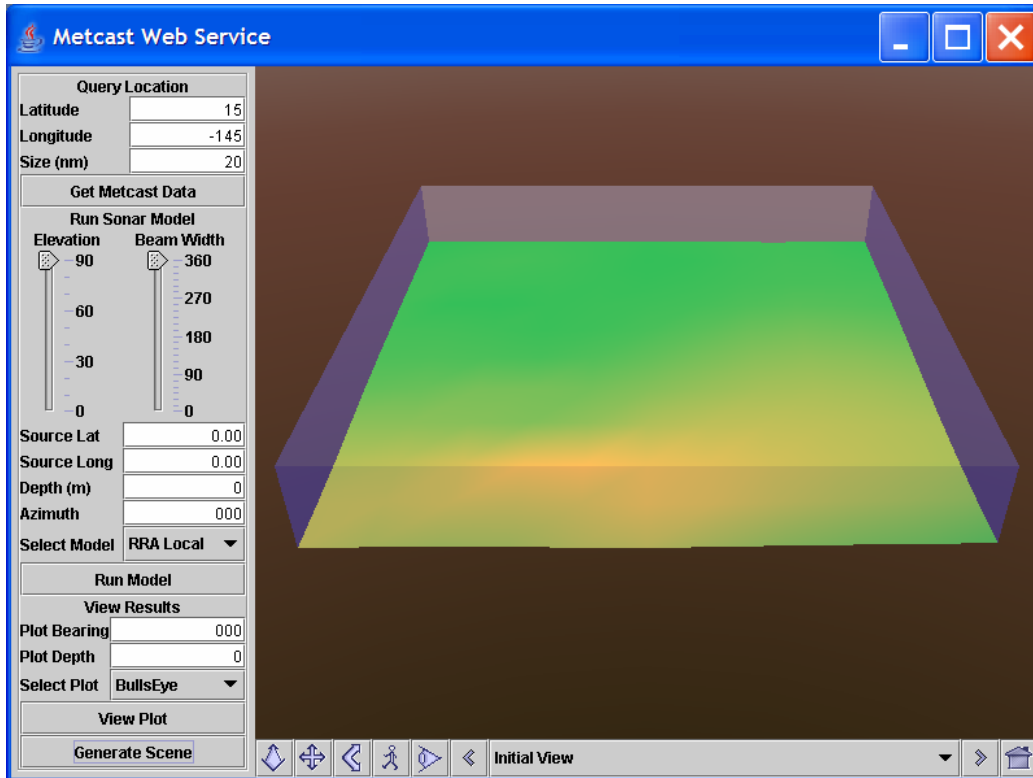 Metcast Web Service
Query Location
Latitude 15
Longitude -145
Size (nm) 20
Get Metcast Data
Run Sonar Model
Elevation Beam Width
90 360
270
60
180
30
90
0 0
Source Lat 0.00
Source Long 0.00
Depth (m) 0
Azimuth 000
Select Model RRA Local
Run Model
View Results
Plot Bearing 000
Plot Depth 0
Select Plot BullsEye
View Plot
Generate Scene
Initial View